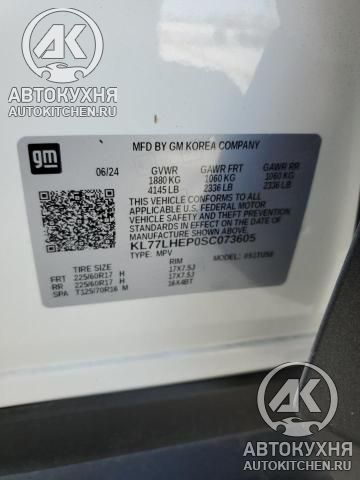 AK
АВТОКУХНЯ
AUTOKITCHEN.RU
MFD BY GM KOREA COMPANY
gm
06/24
GVWR GAWR FRT GAWR RR
1880 KG 1060 KG 1060 KG
4145 LB 2336 LB 2336 LB
THIS VEHICLE CONFORMS TO ALL
APPLICABLE U.S. FEDERAL MOTOR
VEHICLE SAFETY
PREVENTION STANDARDS IN EFFECT ON
THE DATE OF MANUFACTURE SHOWN ABOVE.
KL77LHEP0SC073605
TYPE: MPV MODEL:
TIRE SIZE RIM
FRT 225/60R17 H 17X7.5J
RR 225/60R17 H 17X7.5J
SPA T125/70R16 M 16X4BT
AK
АВТОКУХНЯ
AUTOKITCHEN.RU